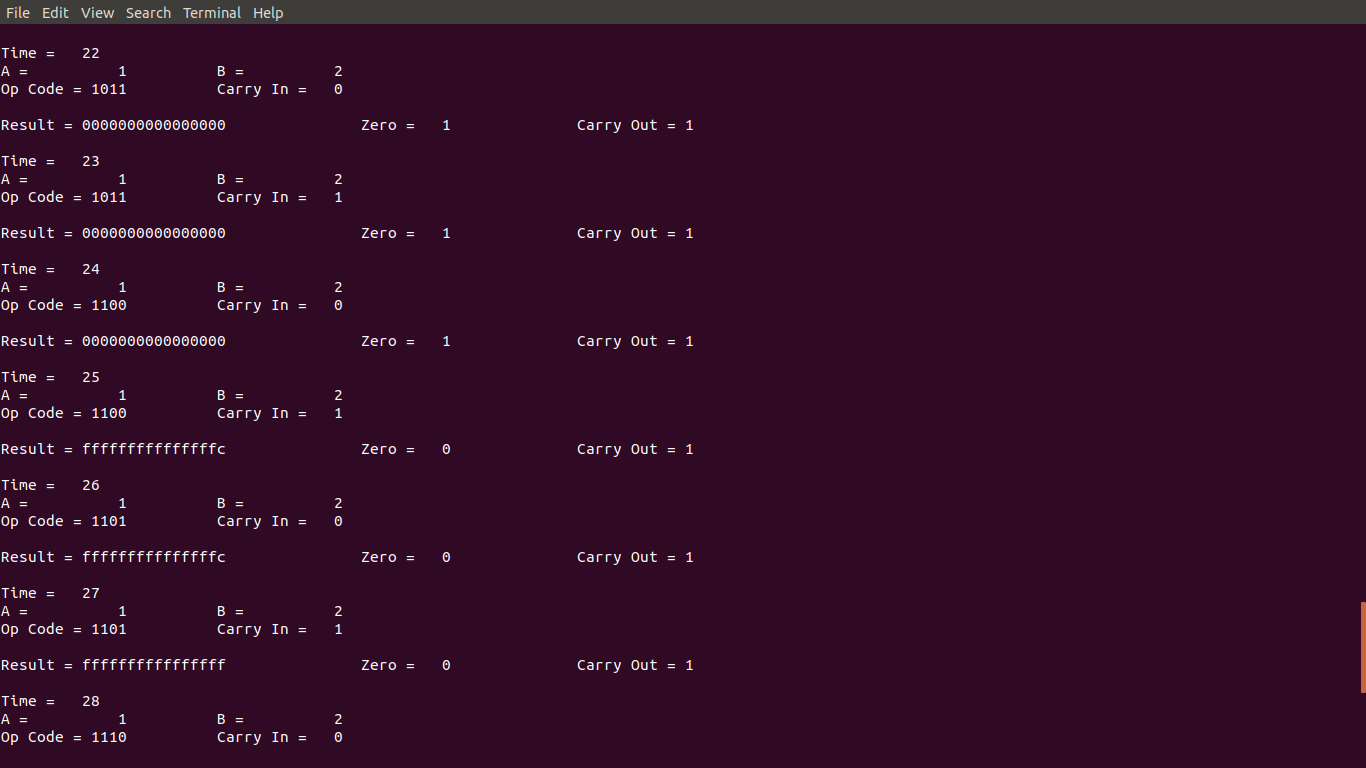 File Edit View Search Terminal Help
Time =   22
A =          1          B =          2
Op Code = 1011          Carry In =   0
Result = 0000000000000000               Zero =   1              Carry Out = 1
Time =   23
A =          1          B =          2
Op Code = 1011          Carry In =   1
Result = 0000000000000000               Zero =   1              Carry Out = 1
Time =   24
A =          1          B =          2
Op Code = 1100          Carry In =   0
Result = 0000000000000000               Zero =   1              Carry Out = 1
Time =   25
A =          1          B =          2
Op Code = 1100          Carry In =   1
Result = fffffffffffffffc               Zero =   0              Carry Out = 1
Time =   26
A =          1          B =          2
Op Code = 1101          Carry In =   0
Result = fffffffffffffffc               Zero =   0              Carry Out = 1
Time =   27
A =          1          B =          2
Op Code = 1101          Carry In =   1
Result = ffffffffffffffff               Zero =   0              Carry Out = 1
Time =   28
A =          1          B =          2
Op Code = 1110          Carry In =   0